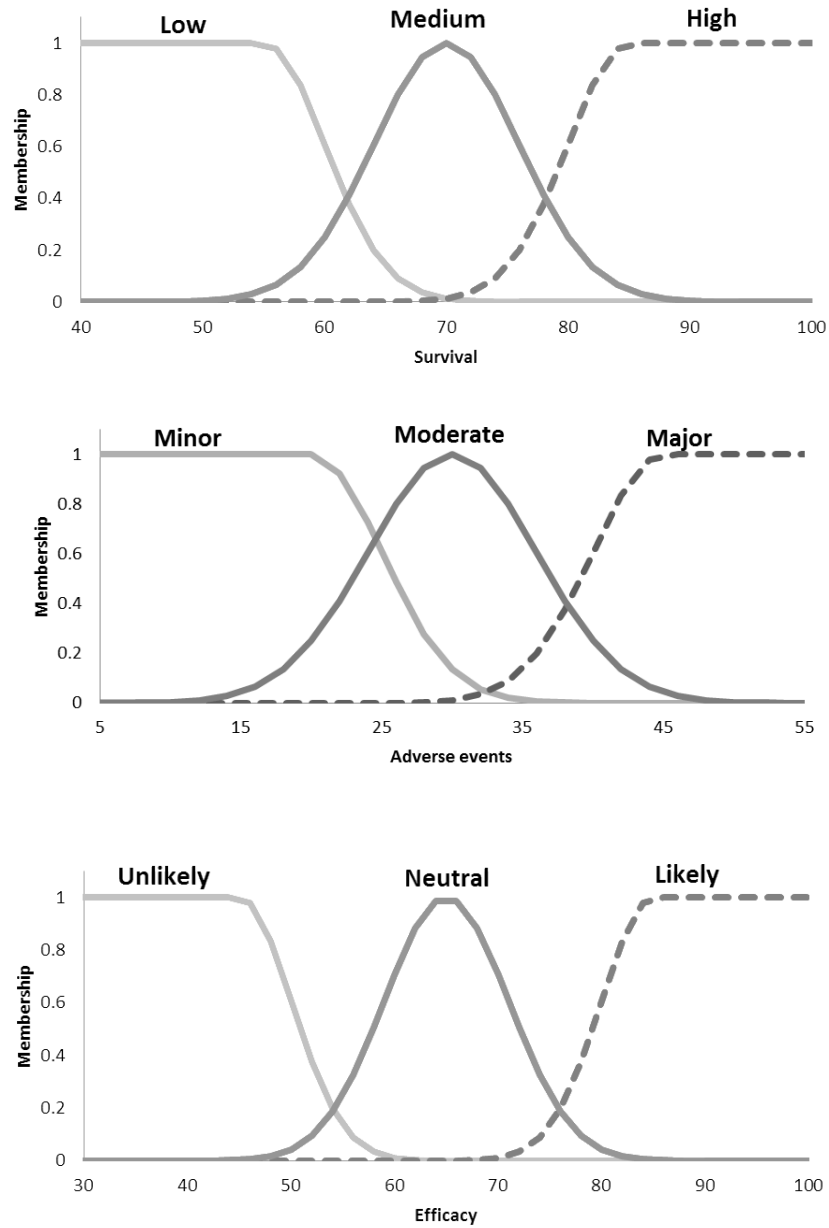 Low Medium High
1
0.8
0.6
0.4
0.2
0
Membership
40 50 60 70 80 90 100
Survival
Minor Moderate Major
1
0.8
0.6
0.4
0.2
0
Membership
5 15 25 35 45 55
Adverse events
Unlikely Neutral Likely
1
0.8
0.6
0.4
0.2
0
Membership
30 40 50 60 70 80 90 100
Efficacy